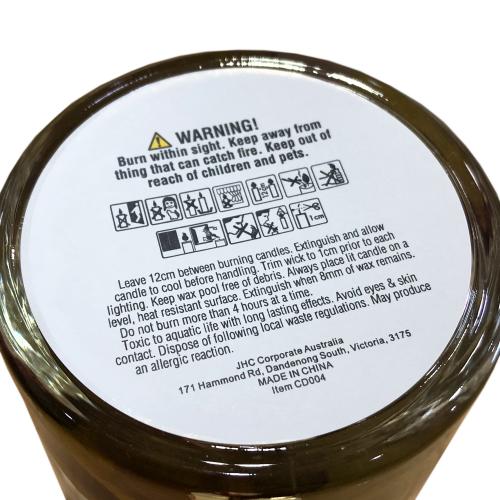 WARNING!
Burn within sight. Keep away from
thing that can catch fire. Keep out of
reach of children and pets.
1cm
Leave 12cm between burning candles. Extinguish and allow
candle to cool before handling. Trim wick to 1cm prior to each
lighting. Keep wax pool free of debris. Always place lit candle on a
level, heat resistant surface. Extinguish when 8mm of wax remains.
Do not burn more than 4 hours at a time.
Toxic to aquatic life with long lasting effects. Avoid eyes & skin
contact. Dispose of following local waste regulations. May produce
an allergic reaction.
JHC Corporate Australia
171 Hammond Rd, Dandenong South, Victoria, 3175
MADE IN CHINA
Item CD004